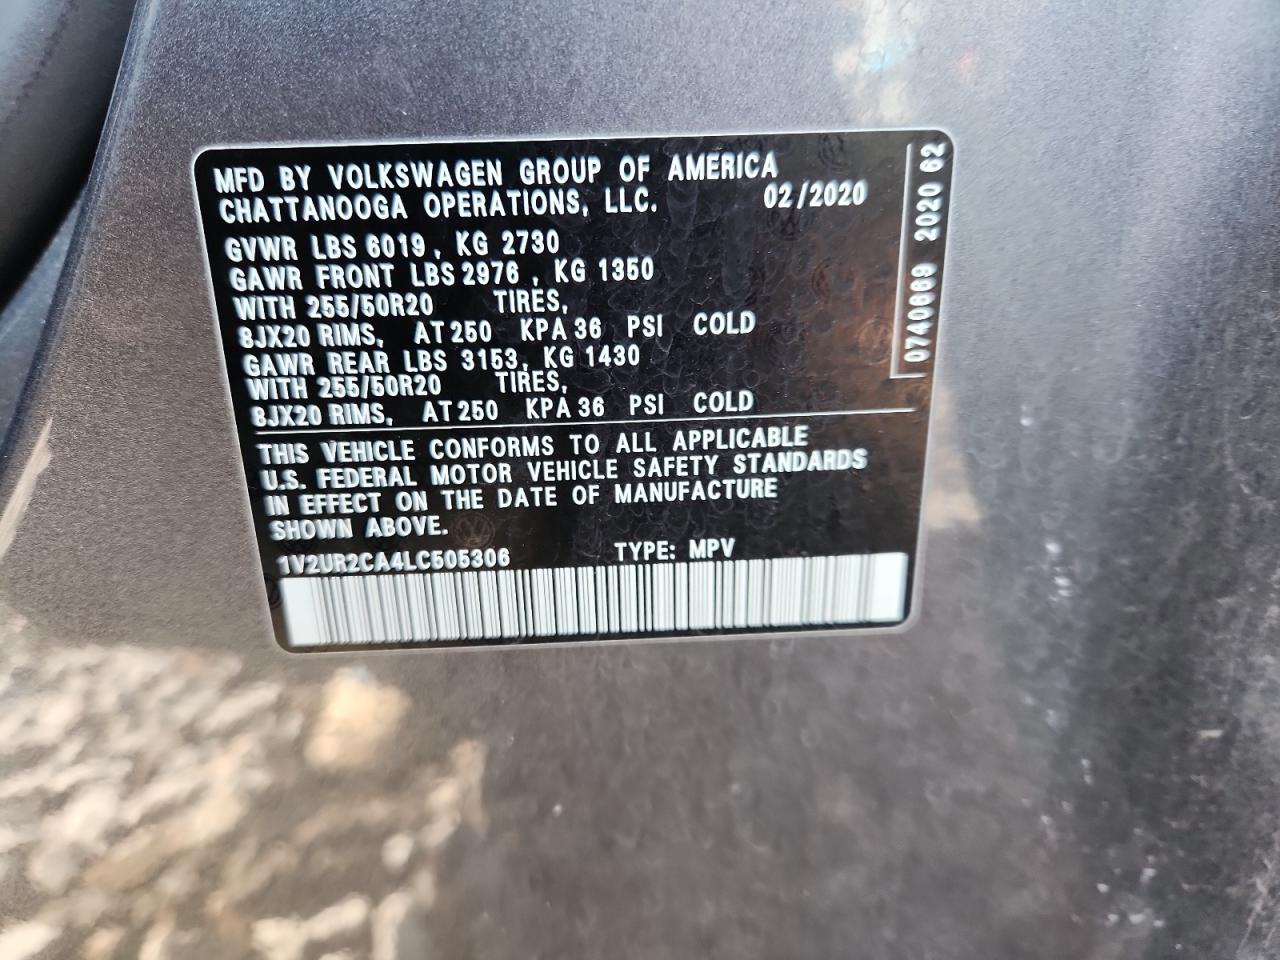 MFD BY VOLKSWAGEN GROUP OF AMERICA
CHATTANOOGA OPERATIONS, LLC. 02/2020
GVWR LBS 6019, KG 2730
GAWR FRONT LBS 2976, KG 1350
WITH 255/50R20 TIRES,
8JX20 RIMS, AT 250 KPA 36 PSI COLD
GAWR REAR LBS 3153, KG 1430
WITH 255/50R20 TIRES,
8JX20 RIMS, AT 250 KPA 36 PSI COLD
THIS VEHICLE CONFORMS TO ALL APPLICABLE
U.S. FEDERAL MOTOR VEHICLE SAFETY STANDARDS
IN EFFECT ON THE DATE OF MANUFACTURE
SHOWN ABOVE.
1V2UR2CA4LC505306 TYPE: MPV
0740669 2020 62